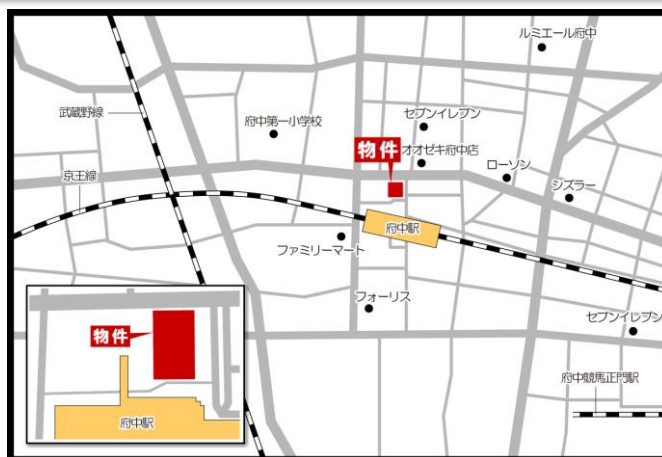 ルミエール府中
武蔵野線
セブンイレブン
府中第一小学校
物件
オオゼキ府中店
ローソン
京王線
シズラー
府中駅
ファミリーマート
フォーリス
セブンイレブン
物件
府中競馬正門駅
府中駅